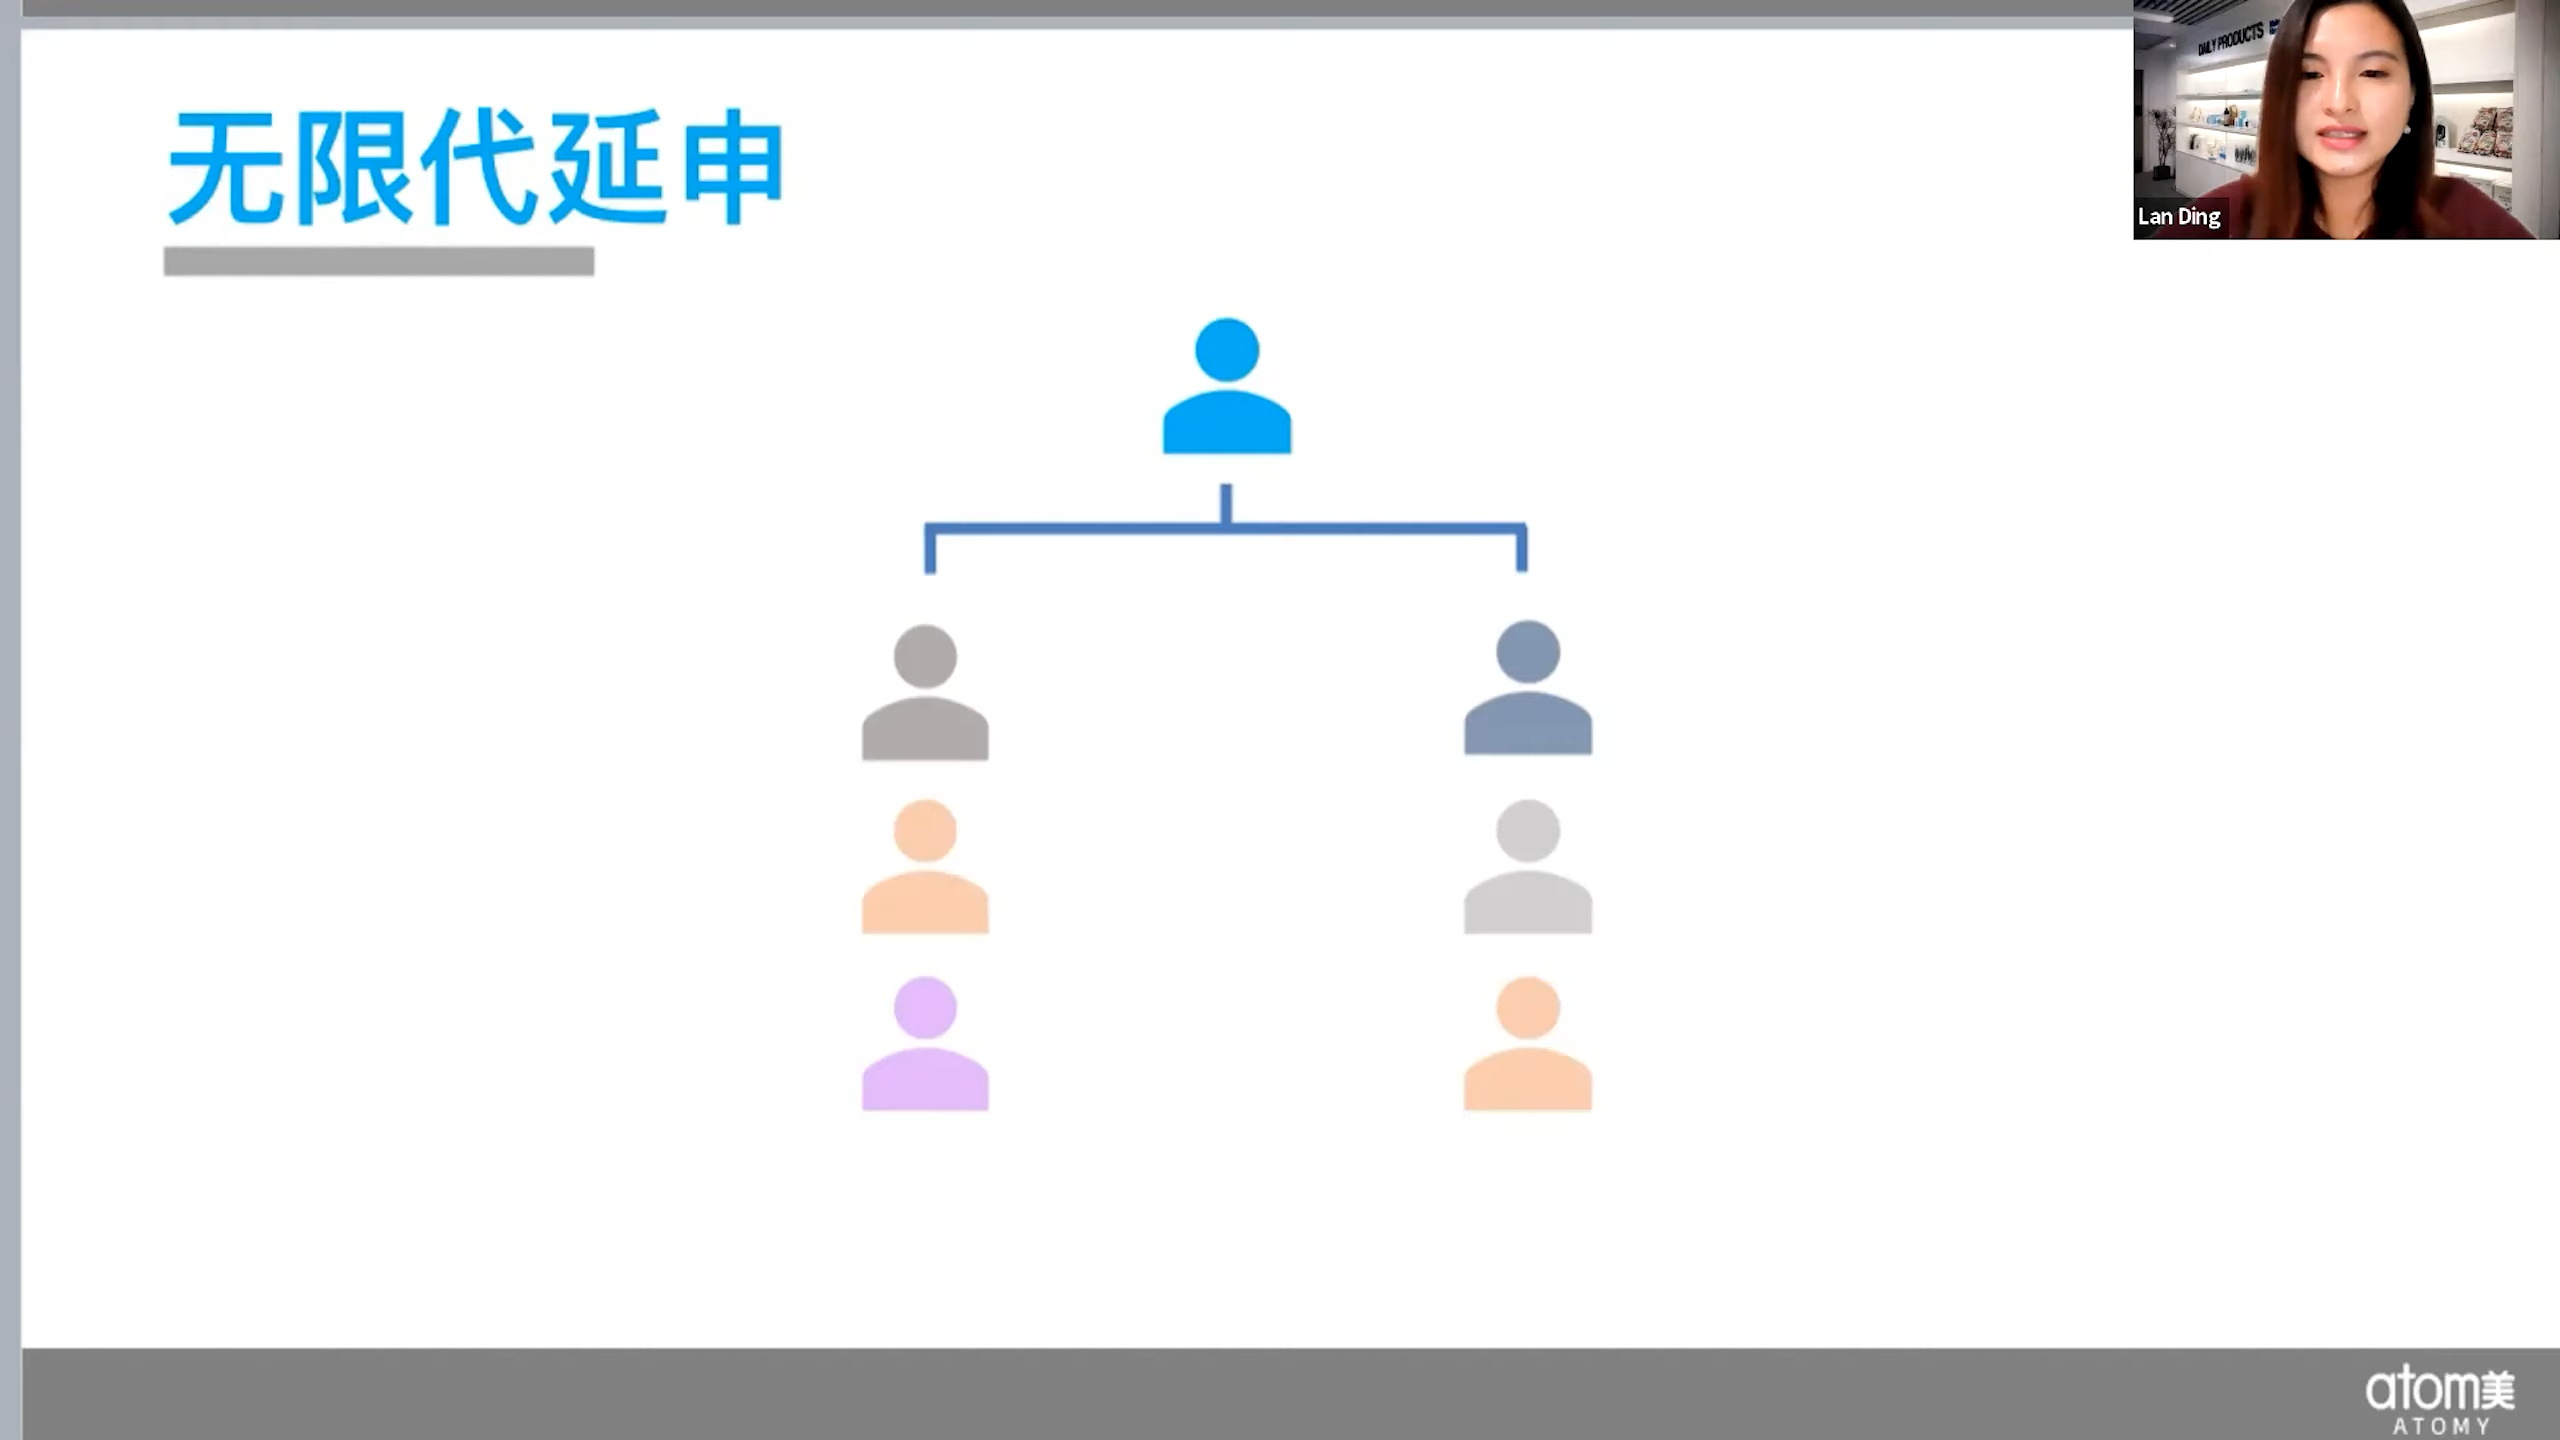 无限代延申
DAILY PRODUCTS
Lan Ding
atom美
ATOMY